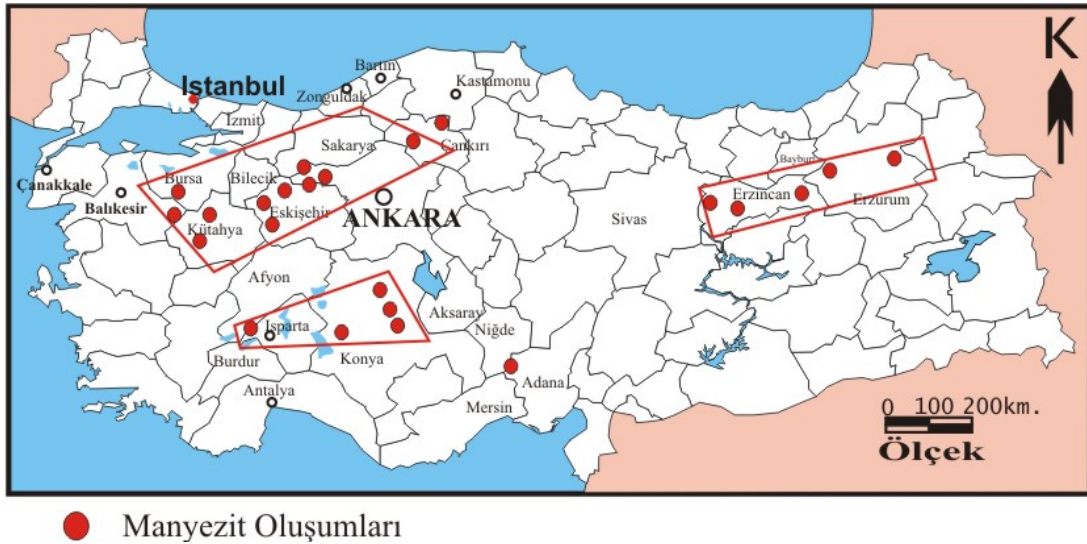 K
Bartın
Istanbul
Zonguldak
Kastamonu
İzmit
Sakarya
Çankırı
Çanakkale
Bursa
Bilecik
Balıkesir
ANKARA
Eskişehir
Kütahya
Bayburt
Erzincan
Erzurum
Sivas
Afyon
Aksaray
Isparta
Niğde
Burdur
Konya
Adana
Antalya
Mersin
0 100 200km.
Ölçek
Manyezit Oluşumları